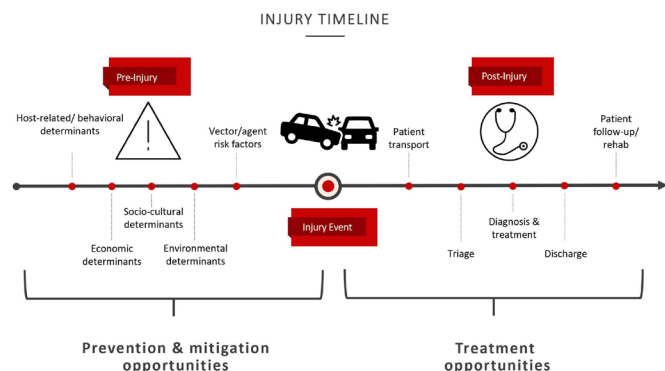 INJURY TIMELINE
Pre-Injury
Post-Injury
Host-related/ behavioral
determinants
Vector/agent
risk factors
Patient
transport
Patient
follow-up/
rehab
Socio-cultural
determinants
Economic
determinants
Environmental
determinants
Injury Event
Diagnosis &
treatment
Triage
Discharge
Prevention & mitigation
opportunities
Treatment
opportunities